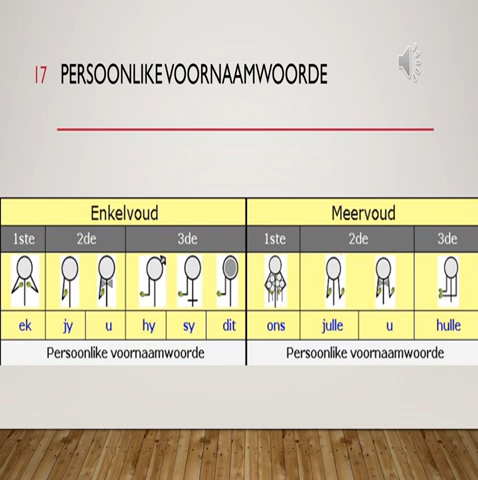 17 PERSOONLIKE VOORNAAMWOORDE
Enkelvoud Meervoud
1ste 2de 3de 1ste 2de 3de
ek jy u hy sy dit ons julle u hulle
Persoonlike voornaamwoorde Persoonlike voornaamwoorde